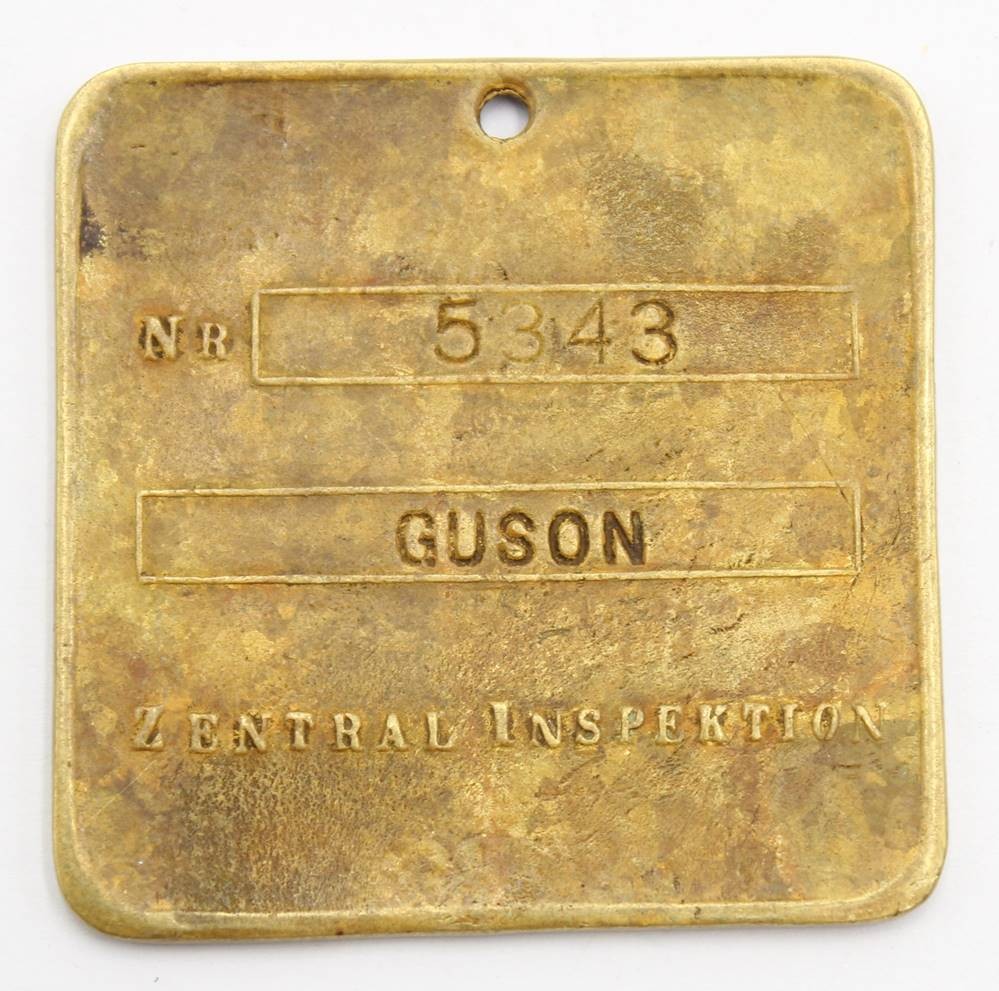 NR 5343
GUSON
ZENTRAL INSPEKTION